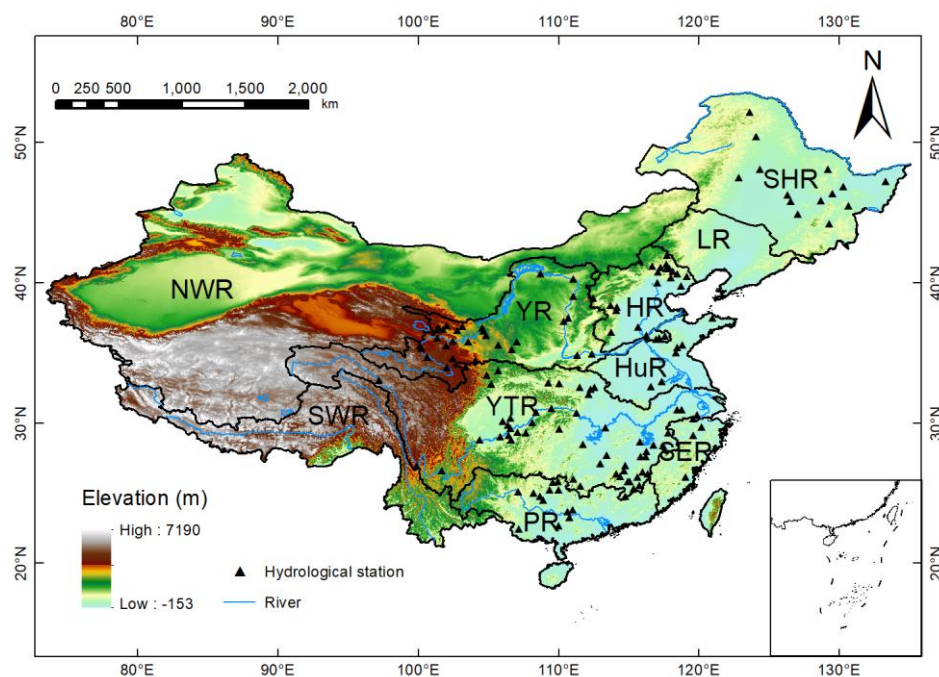 80°E 90°E 100°E 110°E 120°E 130°E
N
0 250 500 1,000 1,500 2,000
km
50°N 50°N
SHR
LR
NWR
40°N 40°N
YR
HR
HuR
SWR
YTR
30°N 30°N
SER
Elevation (m)
High : 7190
PR
Hydrological station
20°N 20°N
Low : -153
River
80°E 90°E 100°E 110°E 120°E 130°E